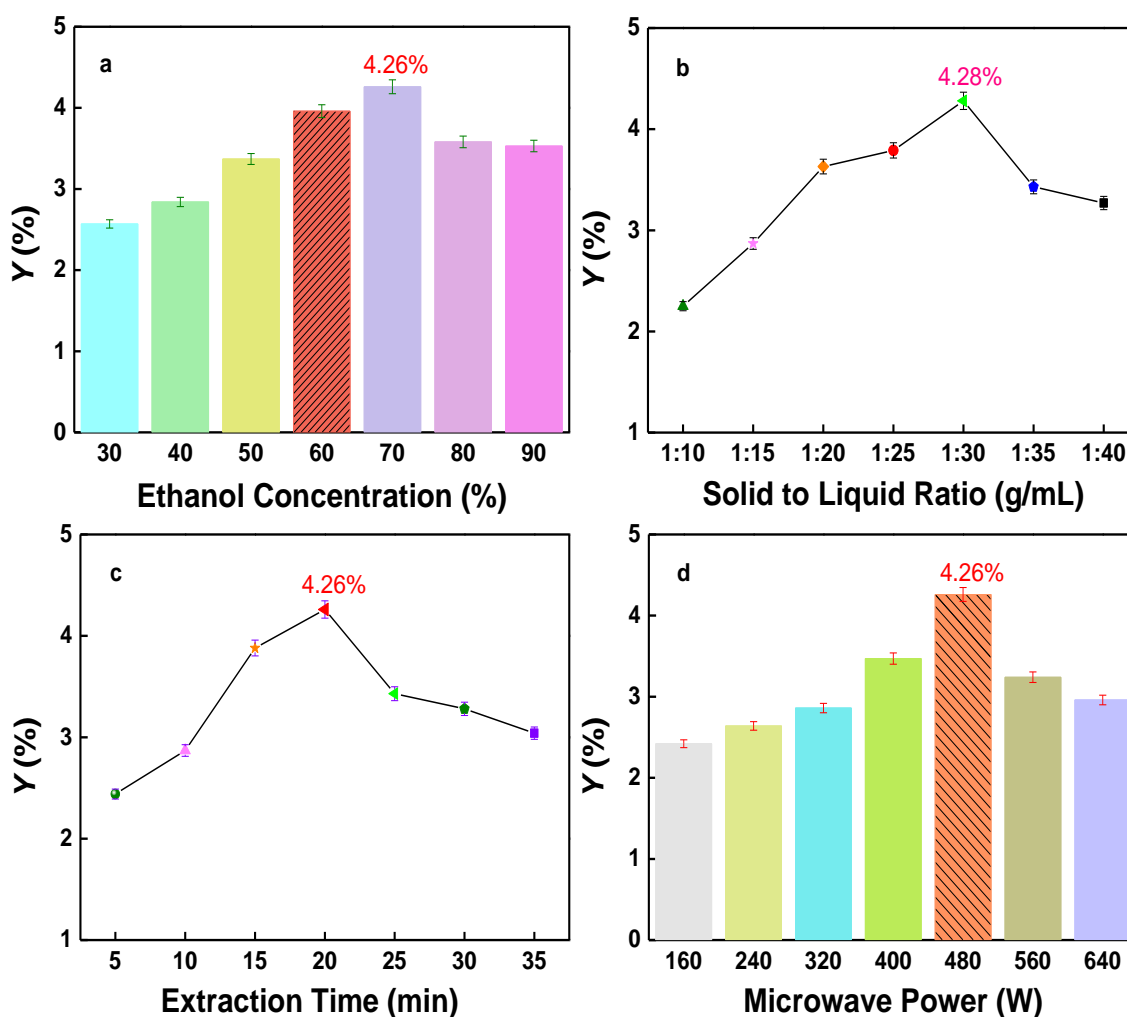 a
4.26%
5
4
3
2
1
0
Y (%)
30 40 50 60 70 80 90
Ethanol Concentration (%)
b
4.28%
5
4
3
2
1
Y (%)
1:10 1:15 1:20 1:25 1:30 1:35 1:40
Solid to Liquid Ratio (g/mL)
c
4.26%
5
4
3
2
1
Y (%)
5 10 15 20 25 30 35
Extraction Time (min)
d
4.26%
5
4
3
2
1
0
Y (%)
160 240 320 400 480 560 640
Microwave Power (W)